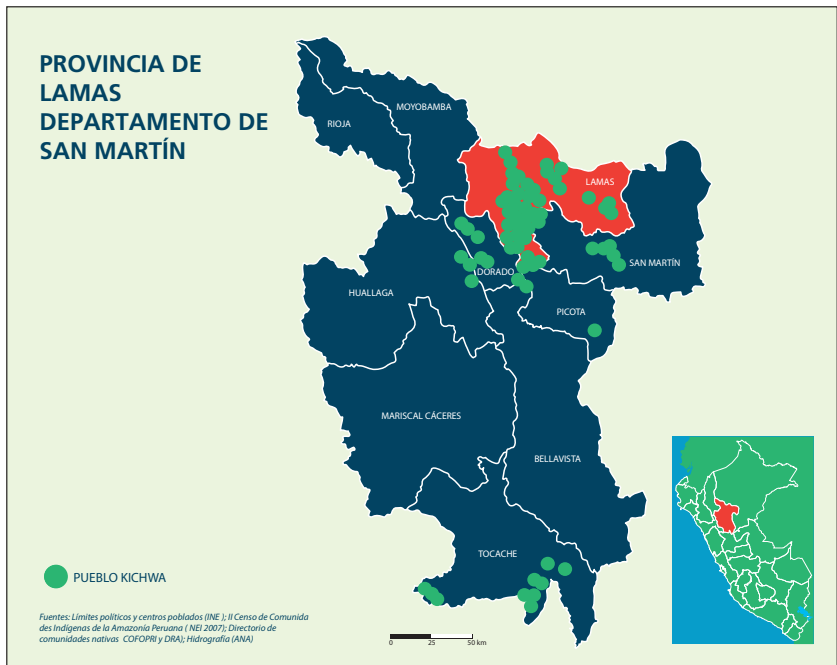 PROVINCIA DE
LAMAS
DEPARTAMENTO DE
SAN MARTÍN
MOYOBAMBA
RIOJA
LAMAS
SAN MARTÍN
DORADO
HUALLAGA
PICOTA
MARISCAL CÁCERES
BELLAVISTA
TOCACHE
PUEBLO KICHWA
Fuentes: Límites políticos y centros poblados (INE ); II Censo de Comunida
des Indígenas de la Amazonía Peruana ( NEI 2007); Directorio de
comunidades nativas COFOPRI y DRA); Hidrografía (ANA)
0 25 50 km